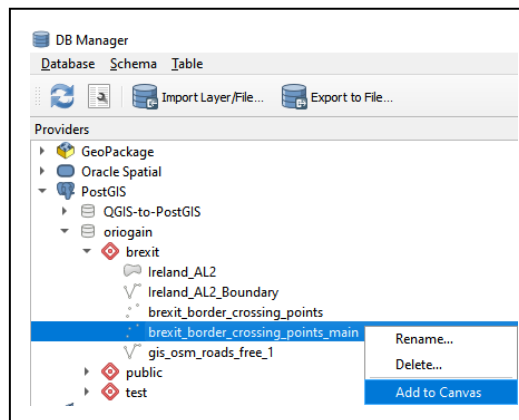 DB Manager
Database Schema Table
Import Layer/File... Export to File...
Providers
GeoPackage
Oracle Spatial
PostGIS
QGIS-to-PostGIS
oriogain
brexit
Ireland_AL2
Ireland_AL2_Boundary
brexit_border_crossing_points
brexit_border_crossing_points_main
Rename...
gis_osm_roads_free_1
Delete...
public
test
Add to Canvas